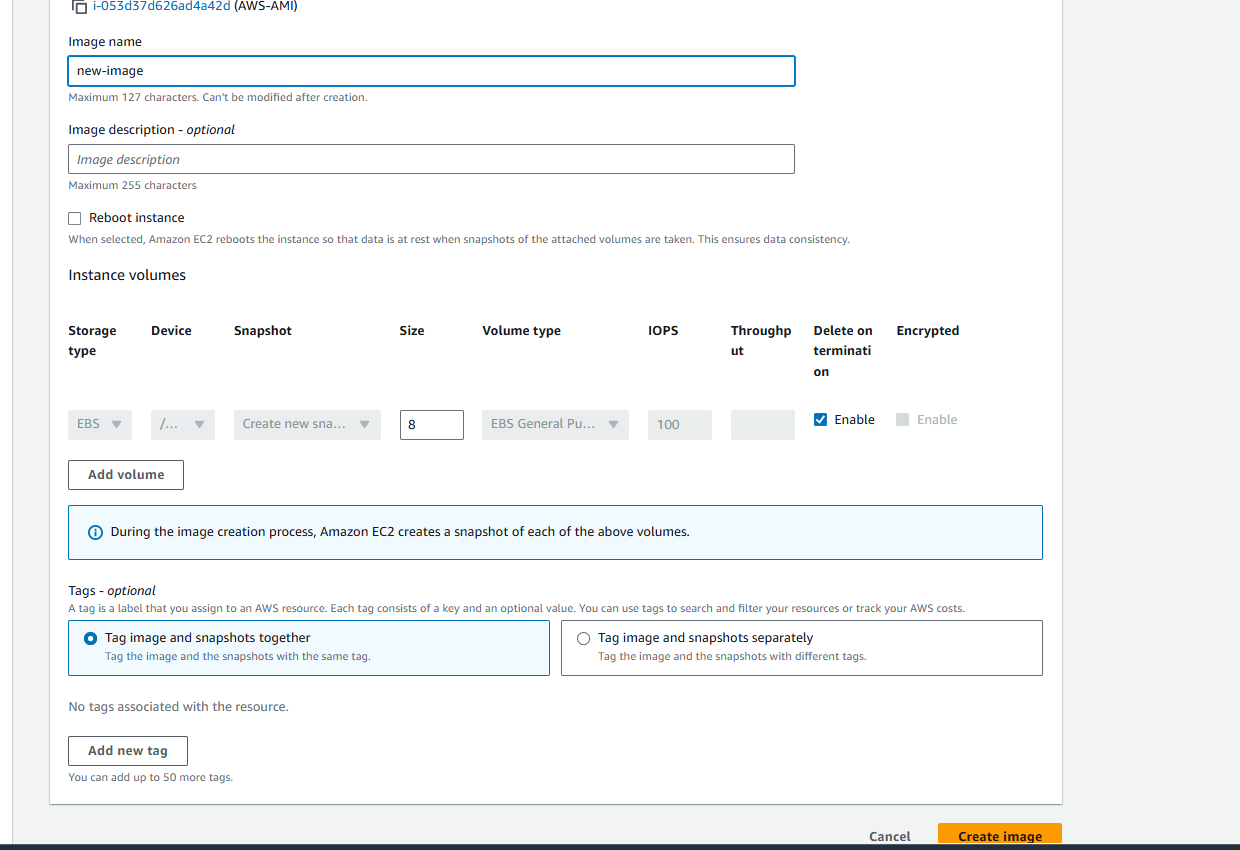 i-053d37d626ad4a42d (AWS-AMI)
Image name
new-image
Maximum 127 characters. Can't be modified after creation.
Image description - optional
Image description
Maximum 255 characters
Reboot instance
When selected, Amazon EC2 reboots the instance so that data is at rest when snapshots of the attached volumes are taken. This ensures data consistency.
Instance volumes
Storage type
Device
Snapshot
Size
Volume type
IOPS
Throughput
Delete on termination
Encrypted
EBS
/...
Create new sna...
8
EBS General Pu...
100
Enable
Enable
Add volume
During the image creation process, Amazon EC2 creates a snapshot of each of the above volumes.
Tags - optional
A tag is a label that you assign to an AWS resource. Each tag consists of a key and an optional value. You can use tags to search and filter your resources or track your AWS costs.
Tag image and snapshots together
Tag the image and the snapshots with the same tag.
Tag image and snapshots separately
Tag the image and the snapshots with different tags.
No tags associated with the resource.
Add new tag
You can add up to 50 more tags.
Cancel
Create image